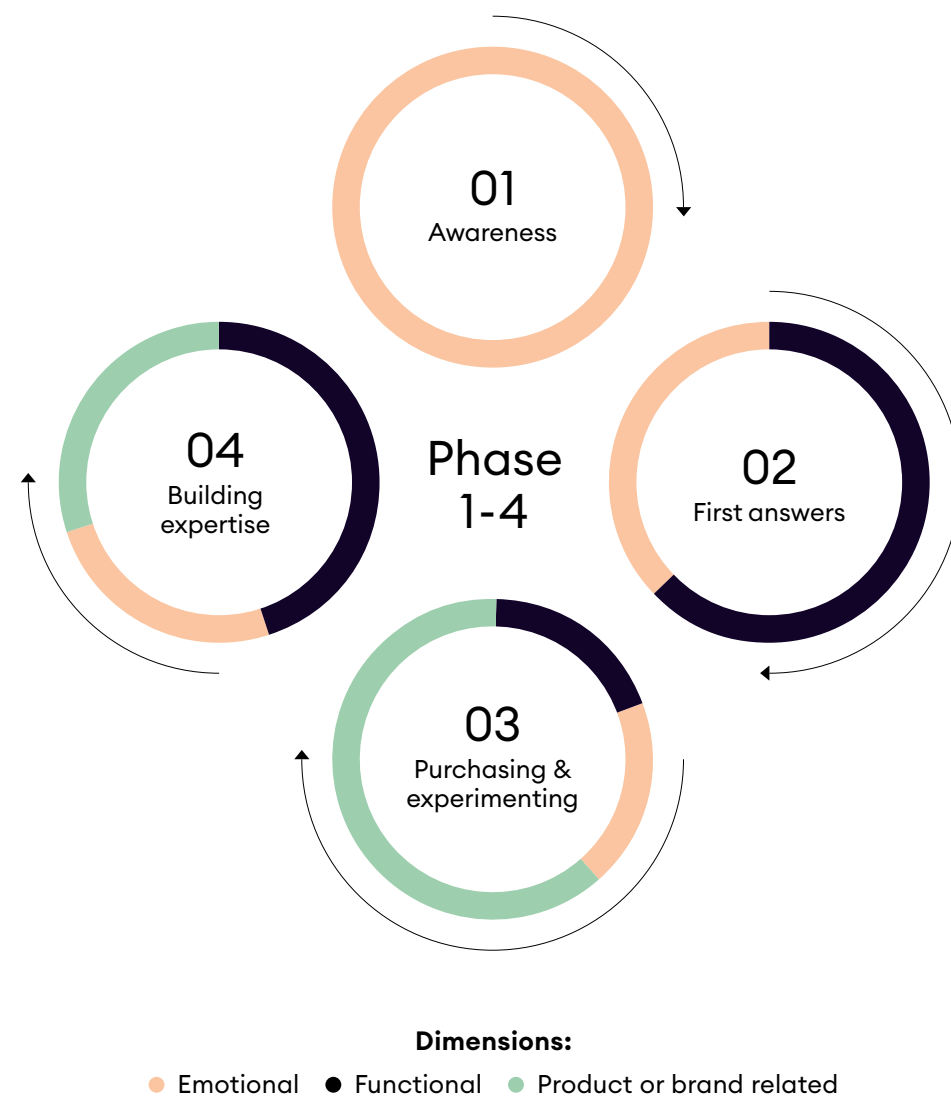 01
Awareness
Phase
1-4
02
First answers
03
Purchasing &
experimenting
04
Building
expertise
Dimensions:
Emotional Functional Product or brand related